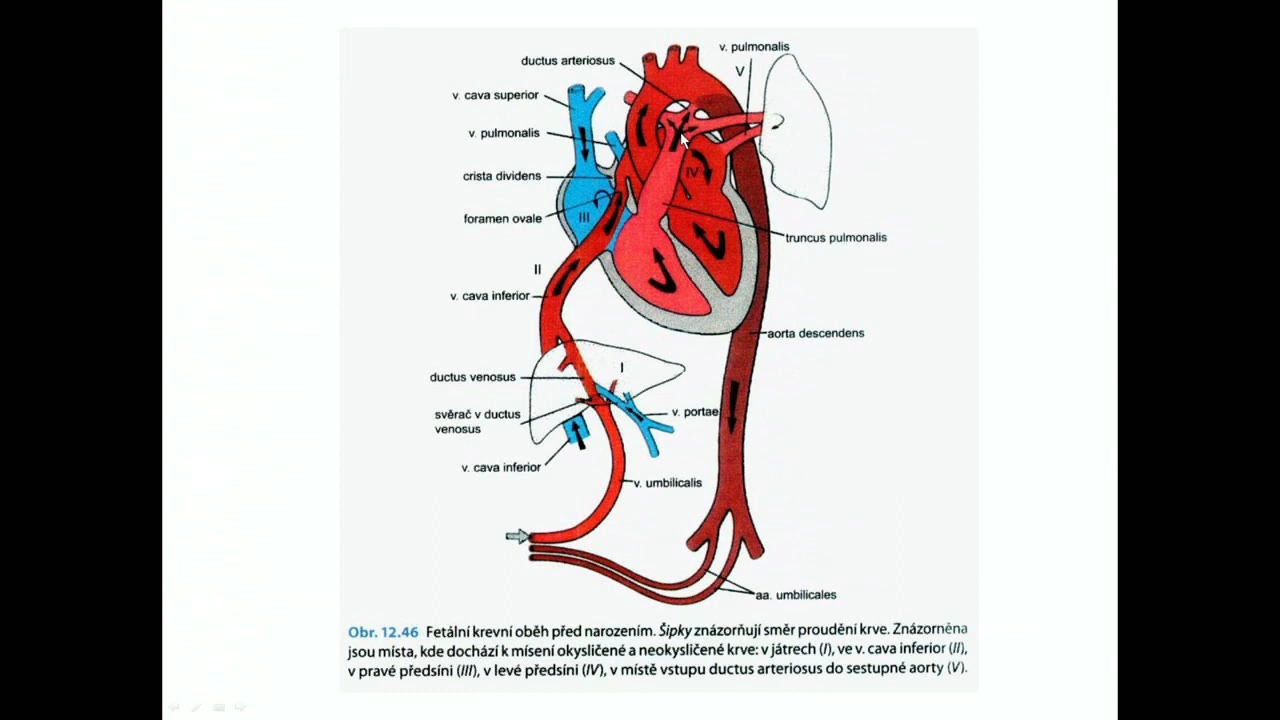 v. pulmonalis
ductus arteriosus
V
v. cava superior
v. pulmonalis
crista dividens
IV
foramen ovale
III
truncus pulmonalis
II
v. cava inferior
aorta descendens
I
ductus venosus
svěrač v ductus
venosus
v. portae
v. cava inferior
v. umbilicalis
aa. umbilicales
Obr. 12.46 Fetální krevní oběh před narozením. Šipky znázorňují směr proudění krve. Znázorněna
jsou místa, kde dochází k mísení okysličené a neokysličené krve: v játrech (I), ve v. cava inferior (II),
v pravé předsíni (III), v levé předsíni (IV), v místě vstupu ductus arteriosus do sestupné aorty (V).